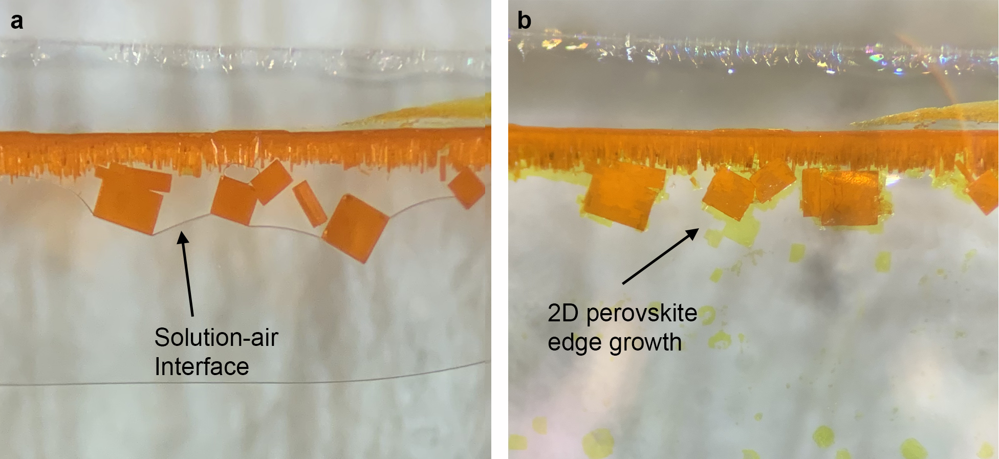 a
Solution-air
Interface
b
2D perovskite
edge growth